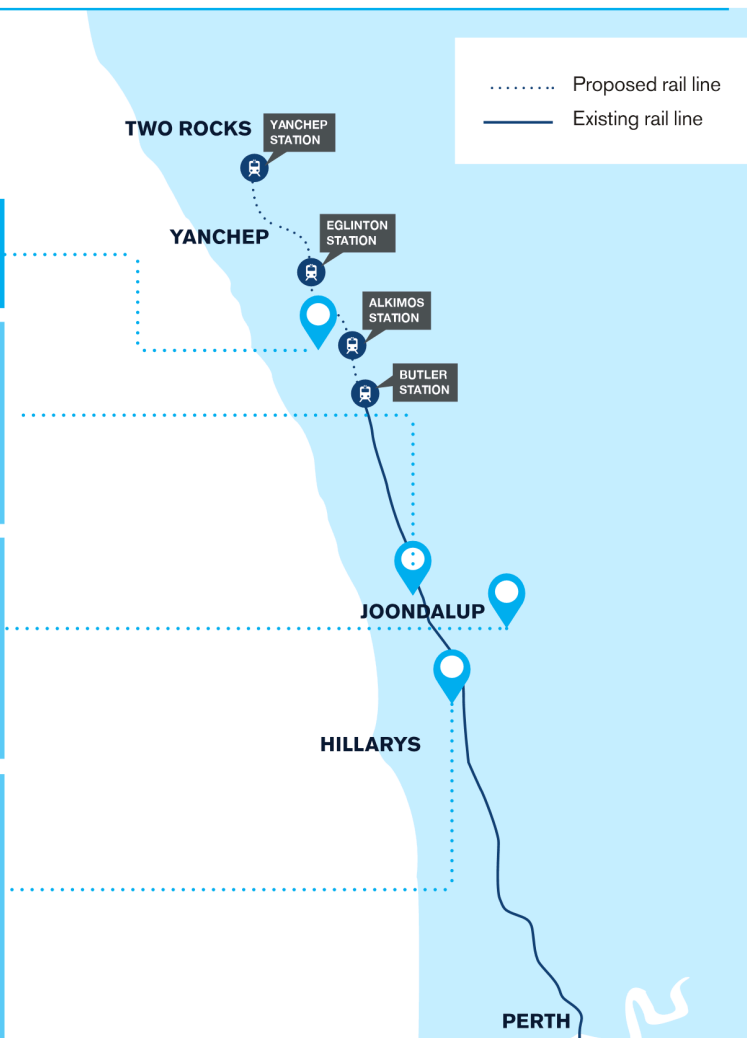 Proposed rail line
Existing rail line
TWO ROCKS
YANCHEP
STATION
YANCHEP
EGLINTON
STATION
ALKIMOS
STATION
BUTLER
STATION
JOONDALUP
HILLARYS
PERTH